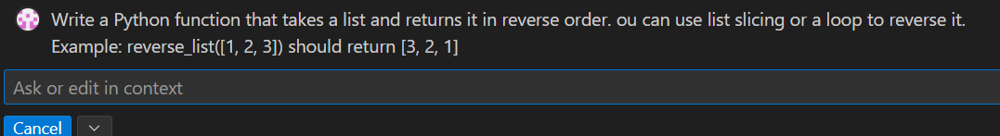 Write a Python function that takes a list and returns it in reverse order. ou can use list slicing or a loop to reverse it.
Example: reverse_list([1, 2, 3]) should return [3, 2, 1]
Ask or edit in context
Cancel